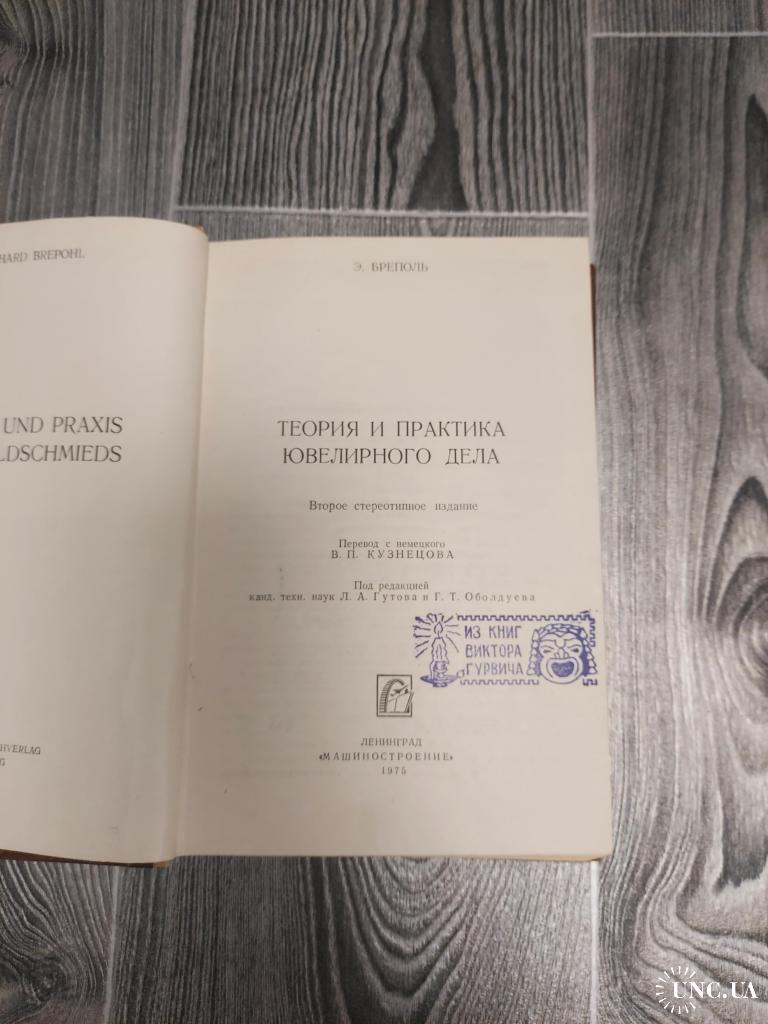 HARD BREPOHL
UND PRAXIS
LDSCHMIEDS
HVERLAG
G
Э. БРЕПОЛЬ
ТЕОРИЯ И ПРАКТИКА
ЮВЕЛИРНОГО ДЕЛА
Второе стереотипное издание
Перевод с немецкого
В. П. КУЗНЕЦОВА
Под редакцией
канд. техн. наук Л. А. Гутова и Г. Т. Оболдуева
ИЗ КНИГ
ВИКТОРА
ГУРВИЧА
ЛЕНИНГРАД
«МАШИНОСТРОЕНИЕ»
1975
UNC.UA